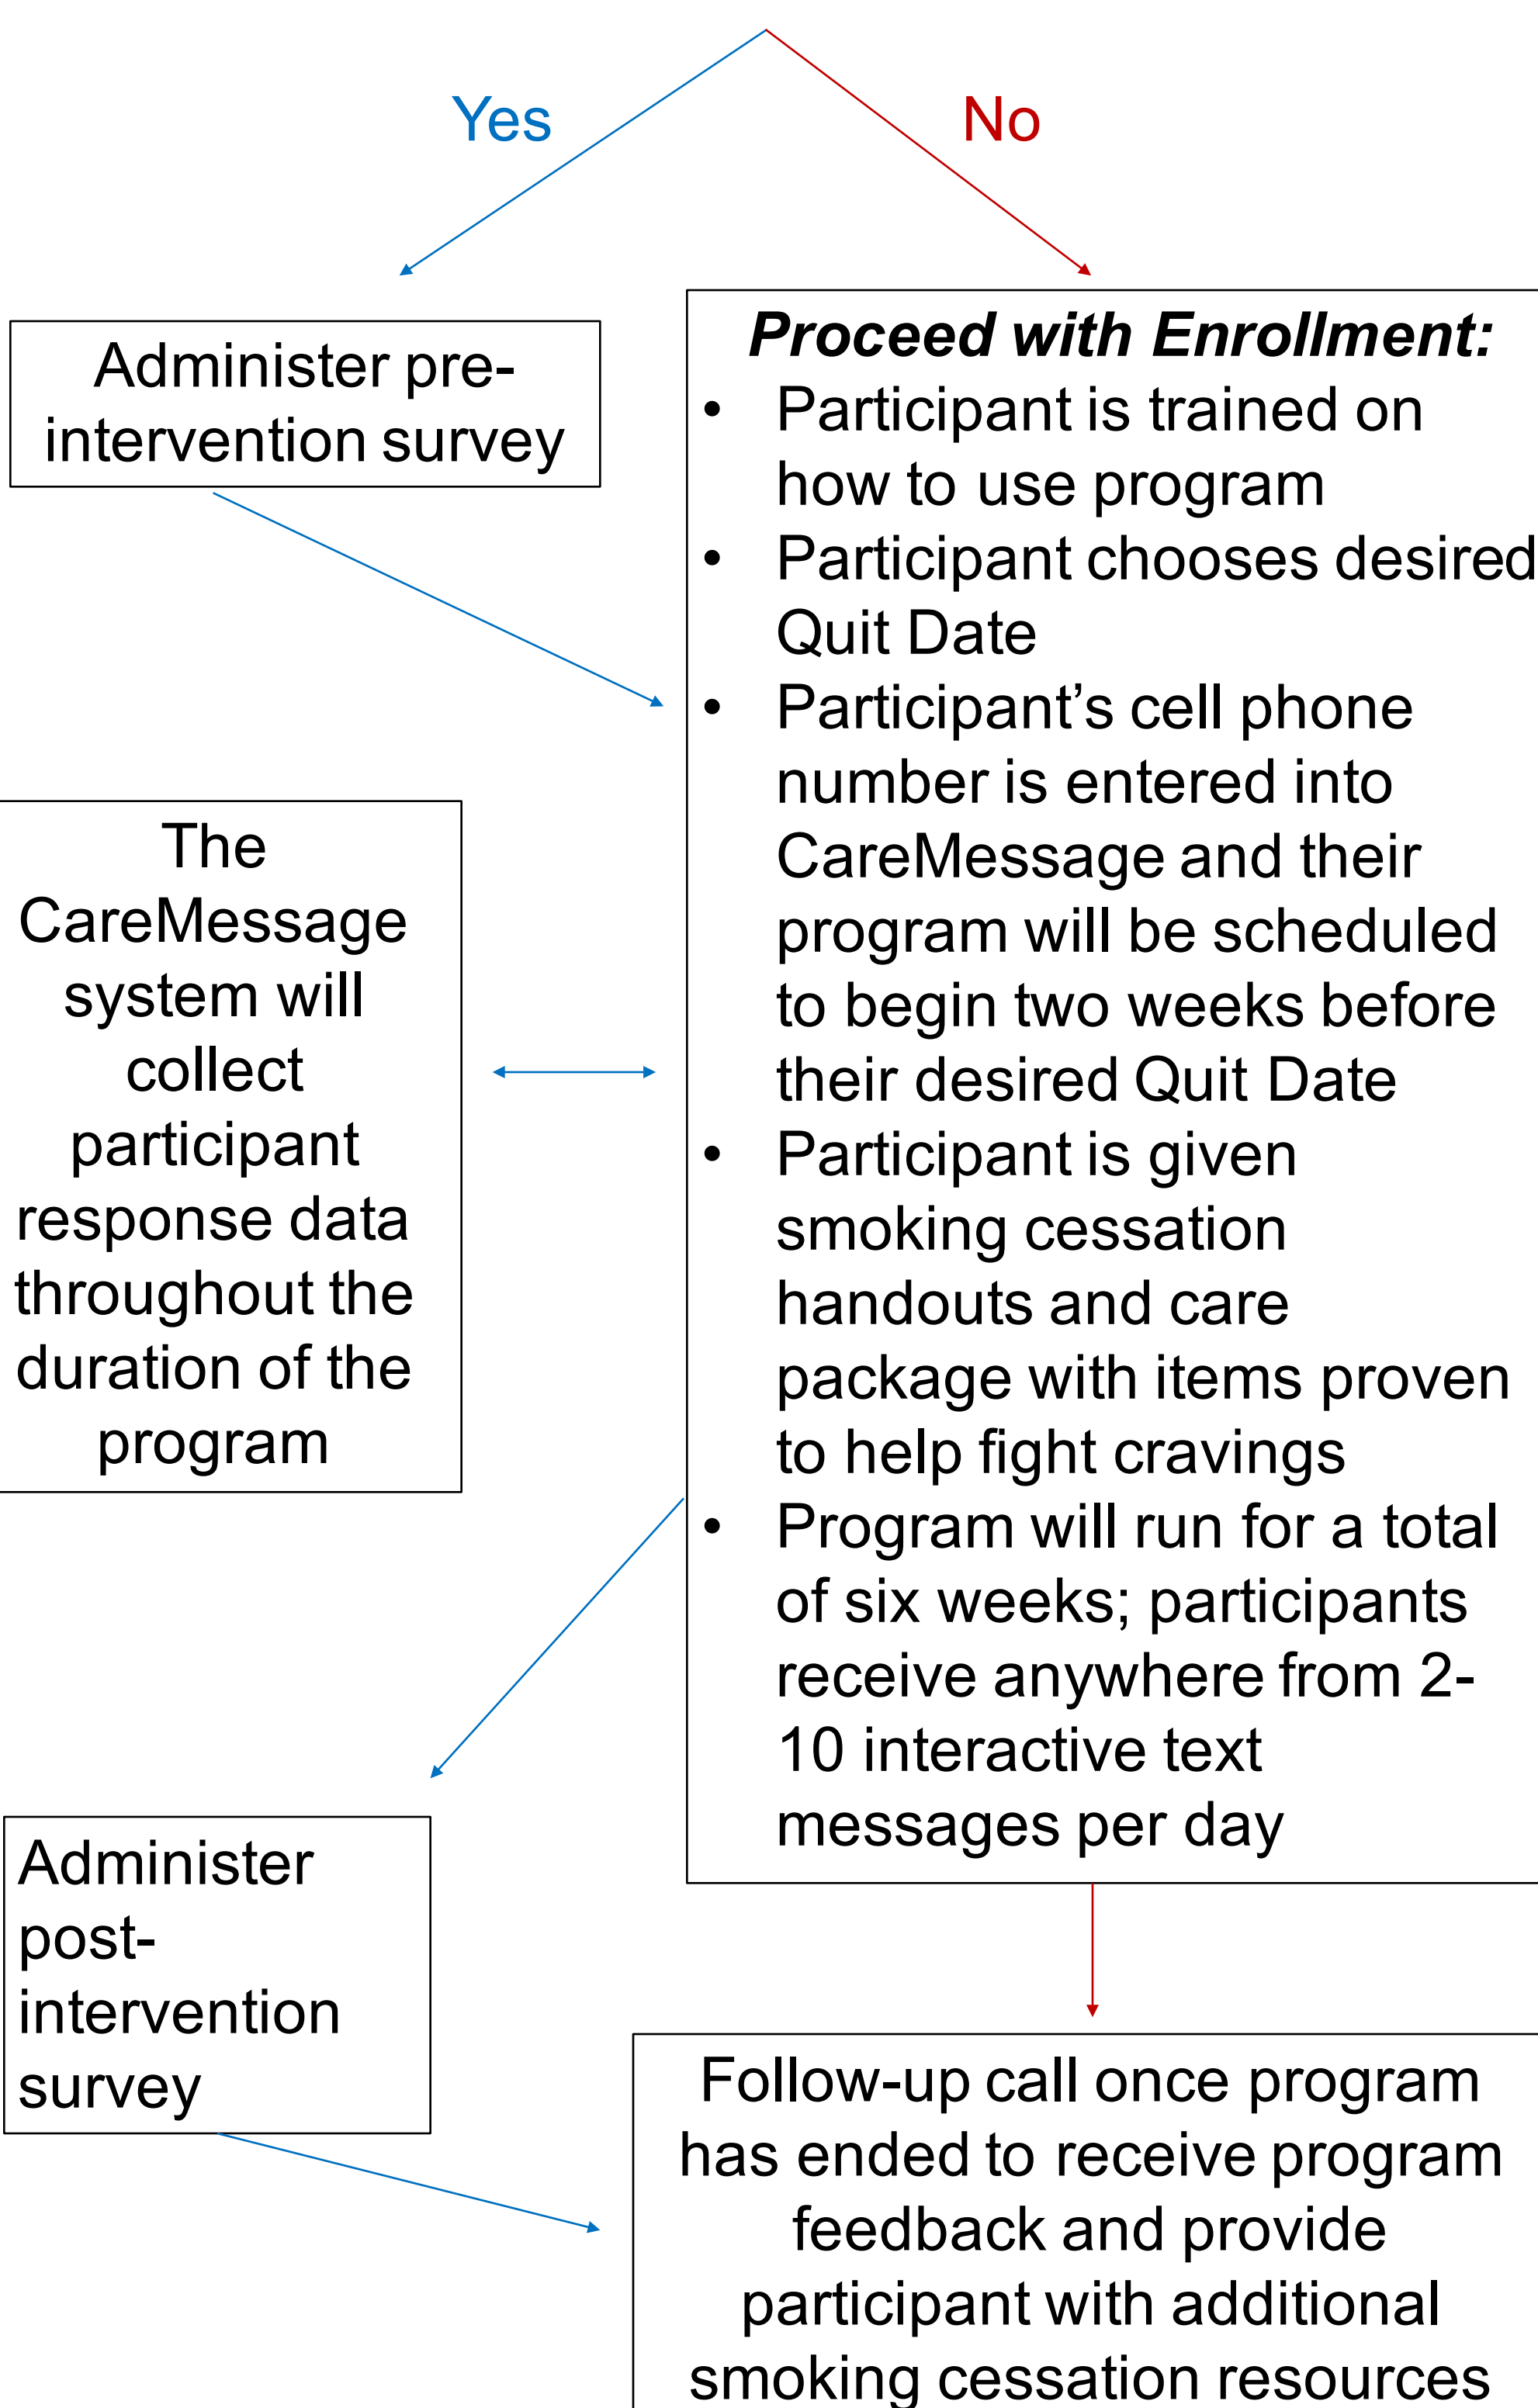 Yes
No
Administer pre-
intervention survey
Proceed with Enrollment:
• Participant is trained on
how to use program
• Participant chooses desired
Quit Date
• Participant’s cell phone
number is entered into
CareMessage and their
program will be scheduled
to begin two weeks before
their desired Quit Date
• Participant is given
smoking cessation
handouts and care
package with items proven
to help fight cravings
• Program will run for a total
of six weeks; participants
receive anywhere from 2-
10 interactive text
messages per day
The
CareMessage
system will
collect
participant
response data
throughout the
duration of the
program
Administer
post-
intervention
survey
Follow-up call once program
has ended to receive program
feedback and provide
participant with additional
smoking cessation resources